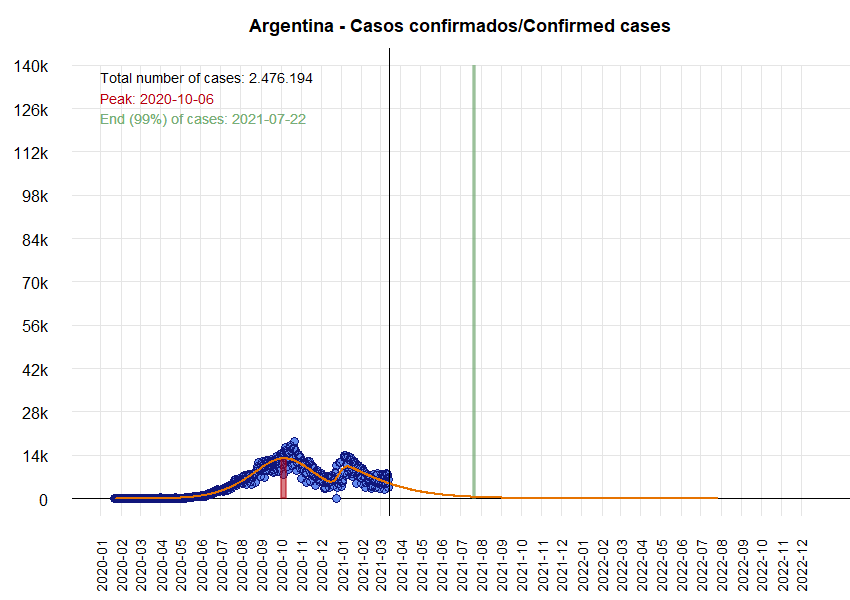 Argentina - Casos confirmados/Confirmed cases
140k
126k
112k
98k
84k
70k
56k
42k
28k
14k
0
Total number of cases: 2.476.194
Peak: 2020-10-06
End (99%) of cases: 2021-07-22
2020-01
2020-02
2020-03
2020-04
2020-05
2020-06
2020-07
2020-08
2020-09
2020-10
2020-11
2020-12
2021-01
2021-02
2021-03
2021-04
2021-05
2021-06
2021-07
2021-08
2021-09
2021-10
2021-11
2021-12
2022-01
2022-02
2022-03
2022-04
2022-05
2022-06
2022-07
2022-08
2022-09
2022-10
2022-11
2022-12